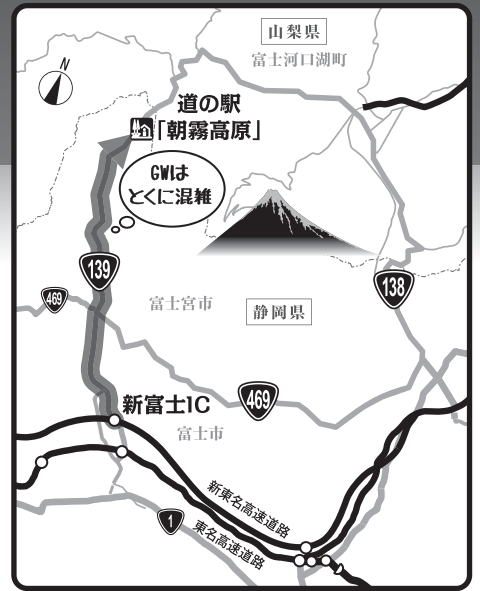 山梨県
富士河口湖町
N
道の駅
「朝霧高原」
GWは
とくに混雑
139
138
469
富士宮市
静岡県
469
新富士IC
富士市
新東名高速道路
1
東名高速道路